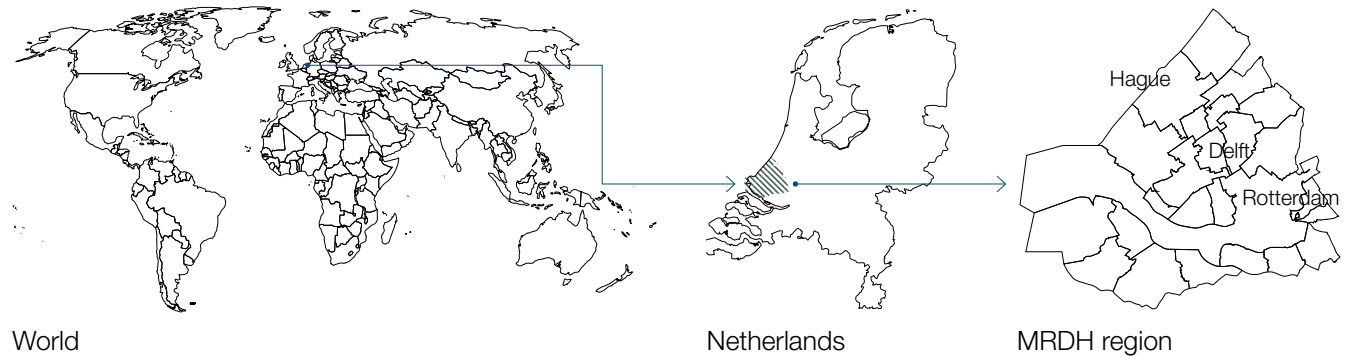 Hague
Delft
Rotterdam
World
Netherlands
MRDH region